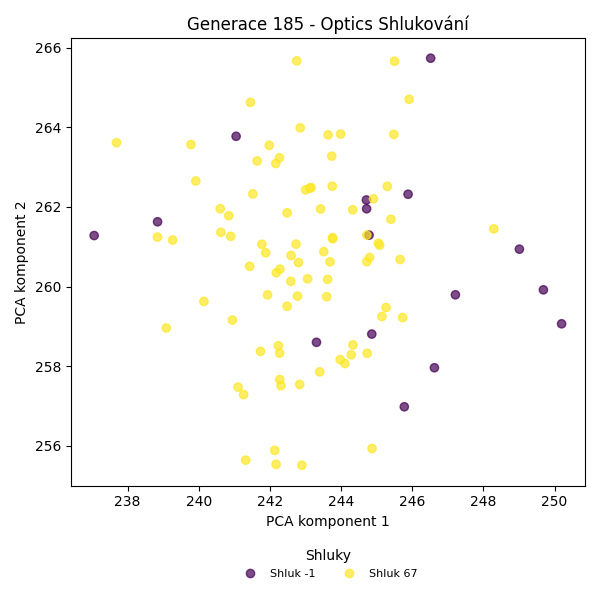 Generace 185 - Optics Shlukování
266
264
262
260
258
256
PCA komponent 2
238 240 242 244 246 248 250
PCA komponent 1
Shluky
Shluk -1 Shluk 67